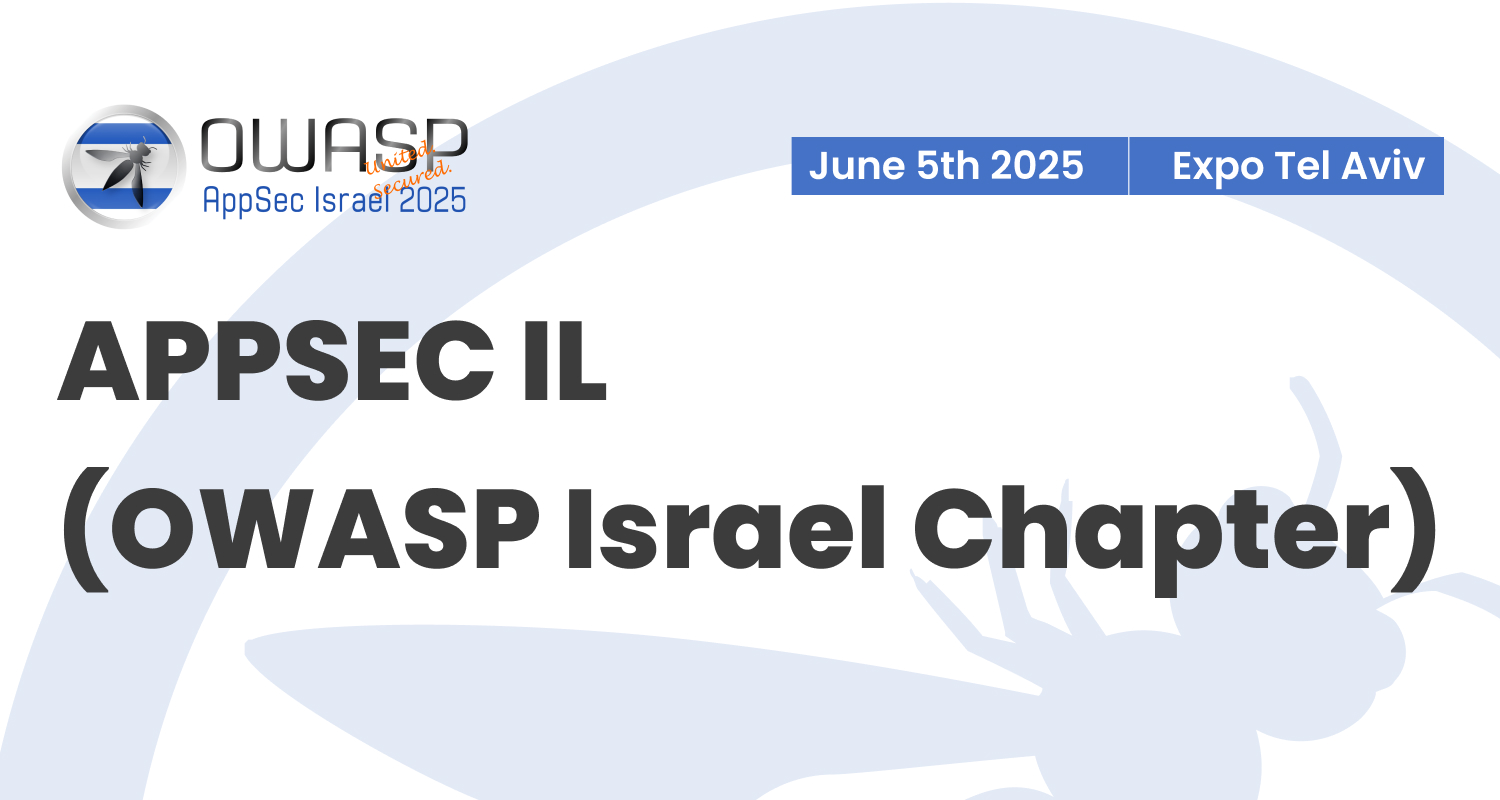 OWASP
United.
Secured.
AppSec Israel 2025
June 5th 2025
Expo Tel Aviv
APPSEC IL
(OWASP Israel Chapter)